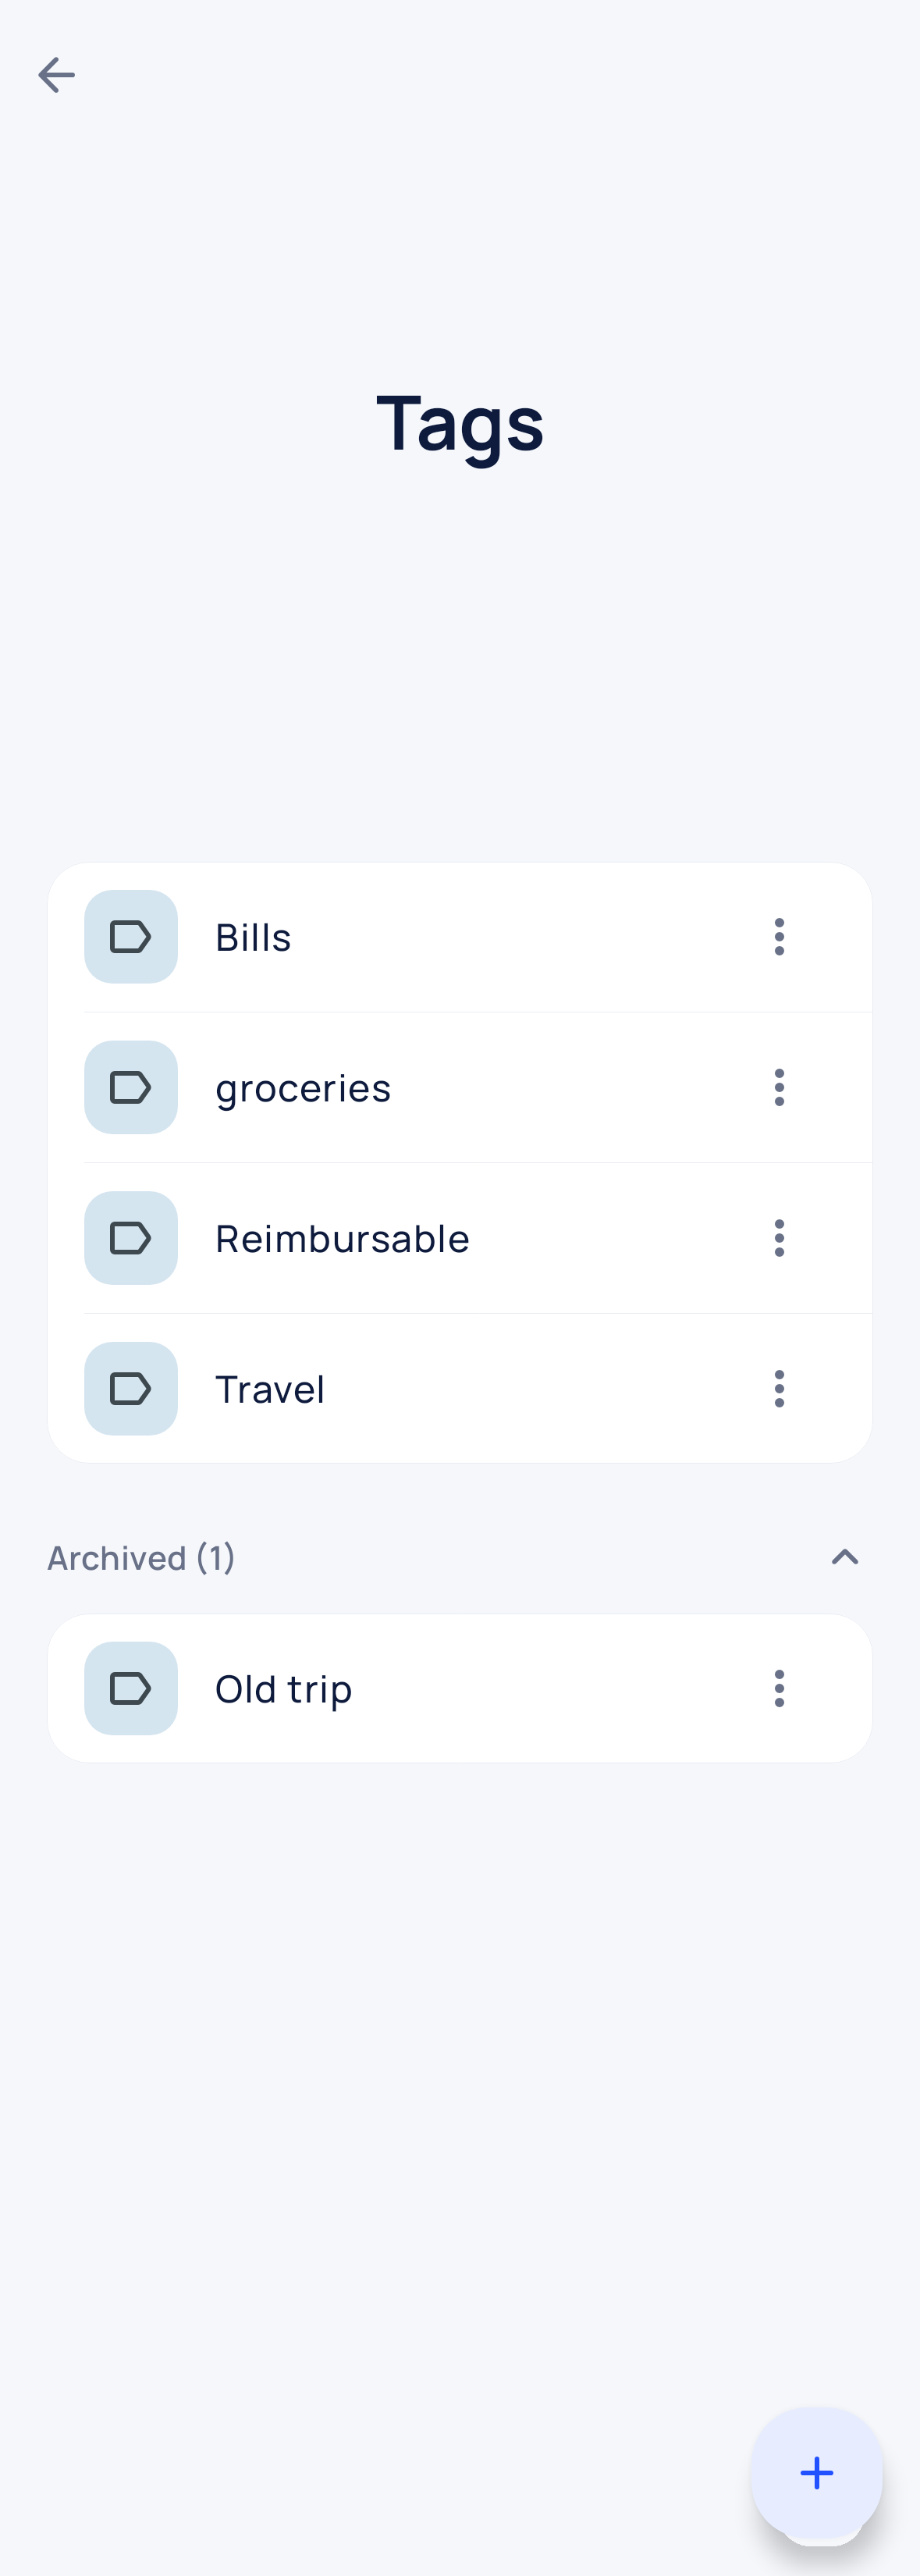 Tags
Bills
groceries
Reimbursable
Travel
Archived (1)
Old trip